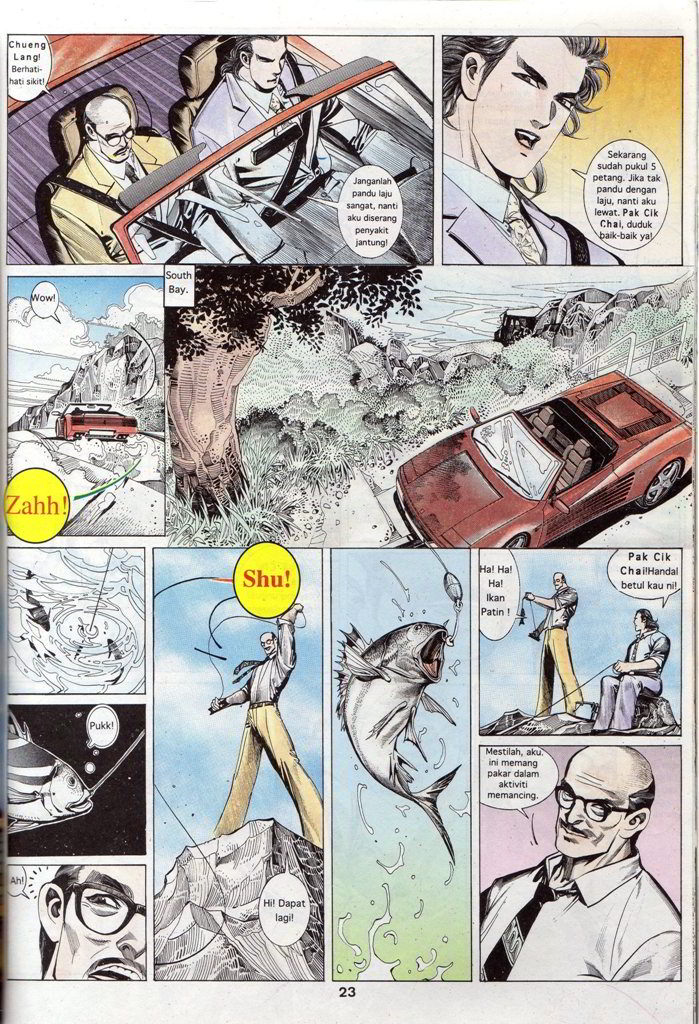 Chueng
Lang!
Berhati-
hati sikit!
Janganlah
pandu laju
sangat, nanti
aku diserang
penyakit
jantung!
Sekarang
sudah pukul 5
petang. Jika tak
pandu dengan
laju, nanti aku
lewat. Pak Cik
Chai, duduk
baik-baik ya!
Wow!
Zahh!
South
Bay.
Pukk!
Ah!
Shu!
Hi! Dapat
lagi!
Ha! Ha!
Ha!
Ikan
Patin !
Pak Cik
Chai!Handal
betul kau ni!
Mestilah, aku
ini memang
pakar dalam
aktiviti
memancing.
23